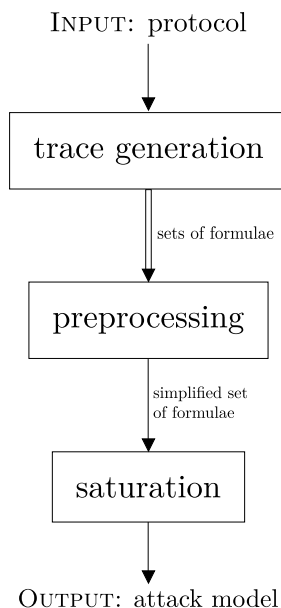 INPUT: protocol
trace generation
sets of formulae
preprocessing
simplified set
of formulae
saturation
OUTPUT: attack model